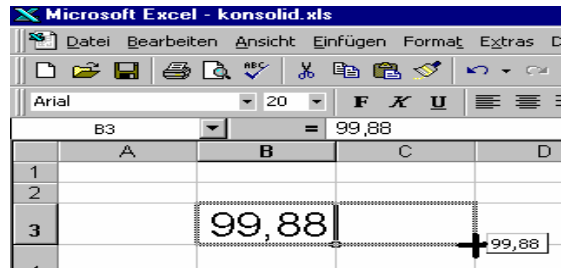 Microsoft Excel - konsolid.xls
Datei Bearbeiten Ansicht Einfügen Format Extras D
ABC
Arial 20 F K U
B3 = 99,88
A B C D
1
2
3 99,88
99,88